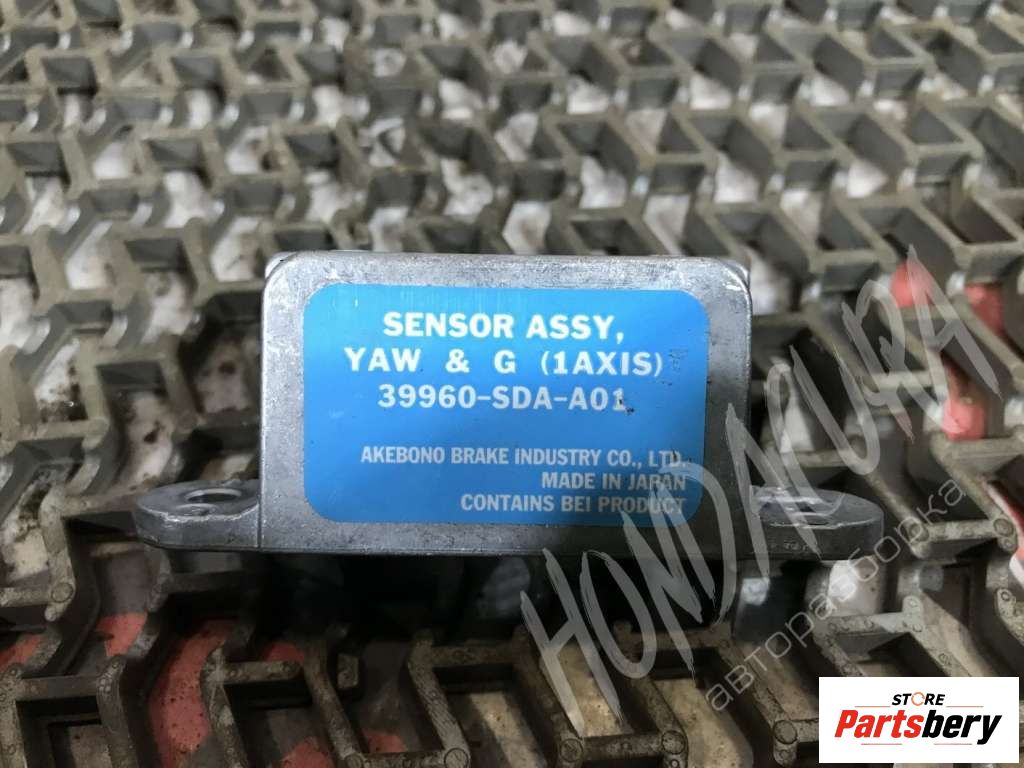 SENSOR ASSY,
YAW & G (1AXIS)
39960-SDA-A01
AKEBONO BRAKE INDUSTRY CO., LTD.
MADE IN JAPAN
CONTAINS BEI PRODUCT
HONDACURA
авторазборка
STORE
Partsbery